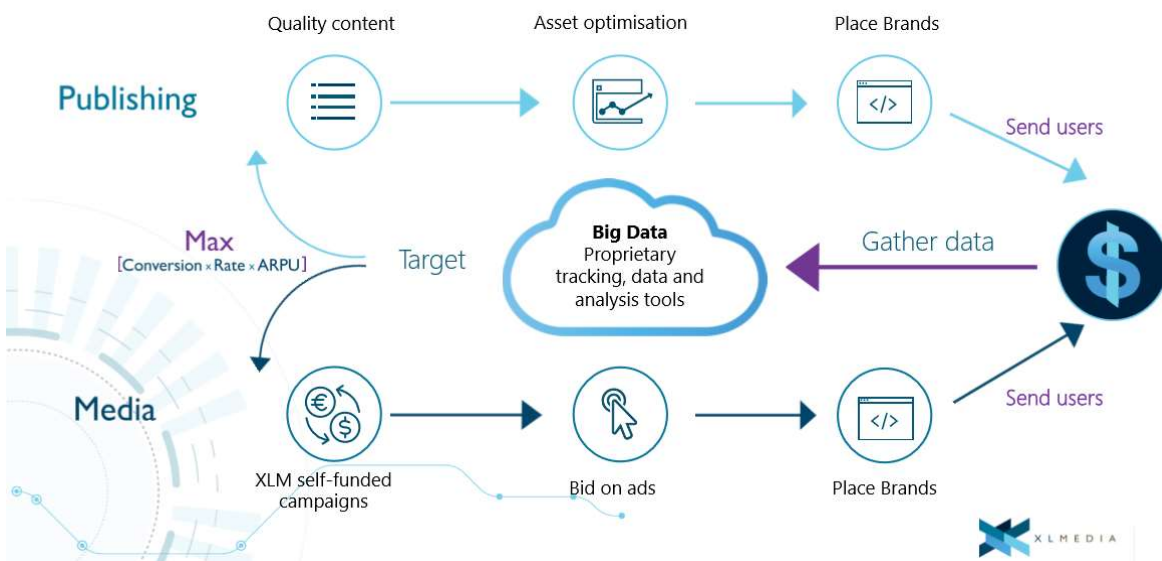 Quality content
Asset optimisation
Place Brands
Publishing
</>
Send users
Max
[Conversion × Rate × ARPU]
Target
Big Data
Proprietary
tracking, data and
analysis tools
Gather data
$
Media
€
$
</>
Send users
XLM self-funded
campaigns
Bid on ads
Place Brands
XLMEDIA